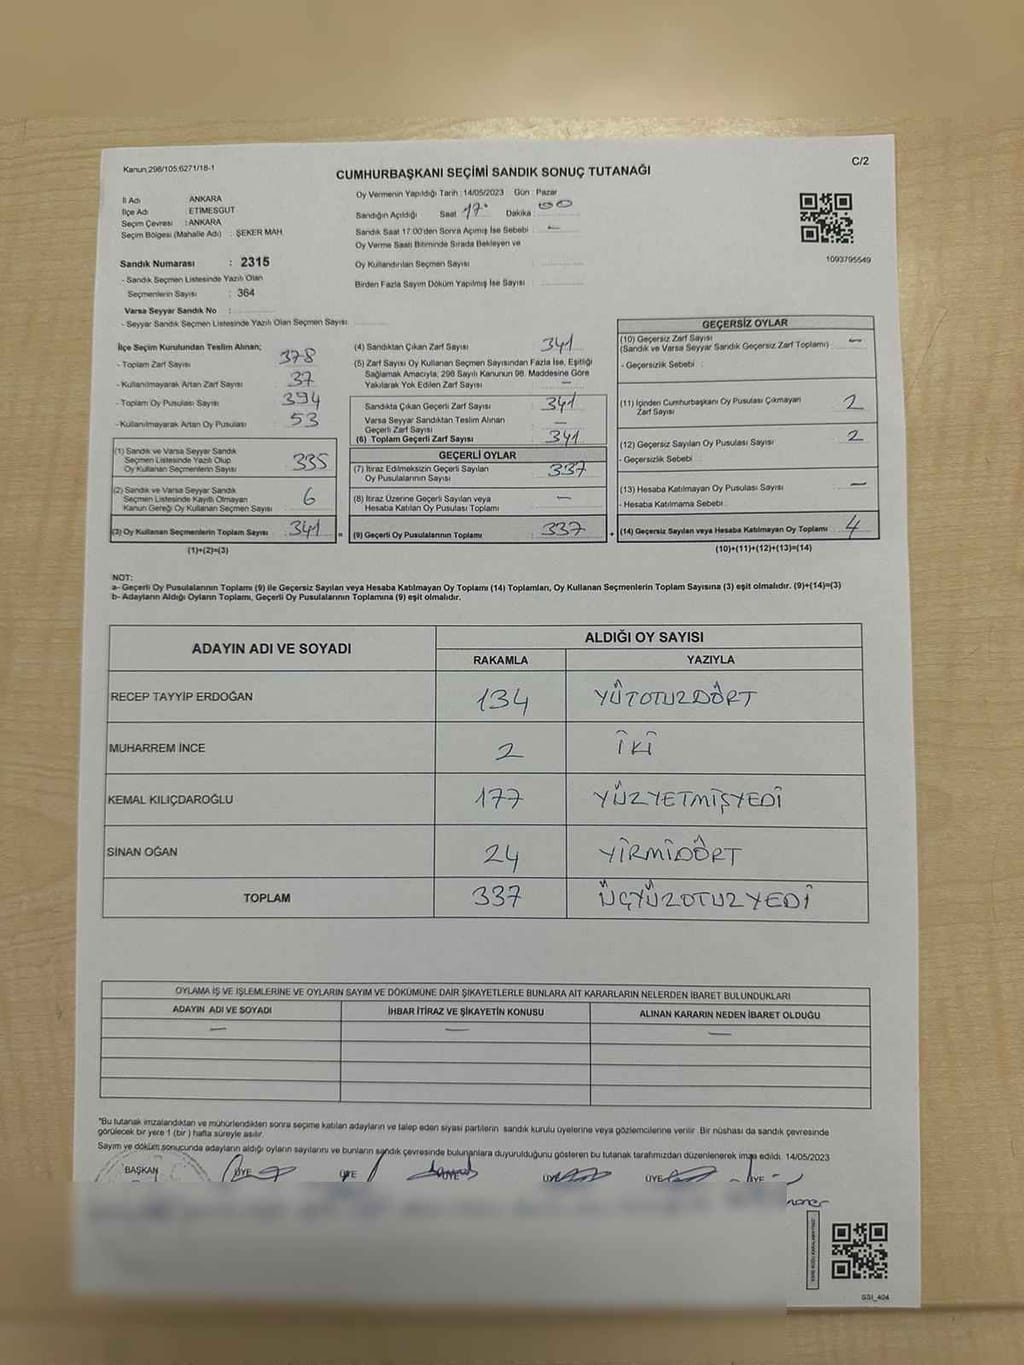 Kanun,298/105;6271/18-1
C/2
CUMHURBAŞKANI SEÇİMİ SANDIK SONUÇ TUTANAĞI
İl Adı ANKARA
İlçe Adı : ETİMESGUT
Seçim Çevresi : ANKARA
Seçim Bölgesi (Mahalle Adı) : ŞEKER MAH.
Sandık Numarası : 2315
- Sandık Seçmen Listesinde Yazılı Olan
Seçmenlerin Sayısı : 364
Varsa Seyyar Sandık No :
- Seyyar Sandık Seçmen Listesinde Yazılı Olan Seçmen Sayısı
Oy Vermenin Yapıldığı Tarih :14/05/2023 Gün : Pazar
Sandığın Açıldığı Saat 17 Dakika 00
Sandık Saat 17:00'den Sonra Açımış İse Sebebi : —
Oy Verme Saati Bitiminde Sırada Bekleyen ve
Oy Kullandırılan Seçmen Sayısı
Birden Fazla Sayım Döküm Yapılmış İse Sayısı
1093795549
İlçe Seçim Kurulundan Teslim Alınan;
- Toplam Zarf Sayısı 378
- Kullanılmayarak Artan Zarf Sayısı 37
- Toplam Oy Pusulası Sayısı 394
- Kullanılmayarak Artan Oy Pusulası 53
(1) Sandık ve Varsa Seyyar Sandık
Seçmen Listesinde Yazılı Olup
Oy Kullanan Seçmenlerin Sayısı 335
(2) Sandık ve Varsa Seyyar Sandık
Seçmen Listesinde Kayıtlı Olmayan
Kanun Gereği Oy Kullanan Seçmen Sayısı 6
(3) Oy Kullanan Seçmenlerin Toplam Sayısı 341
(1)+(2)=(3)
(4) Sandıktan Çıkan Zarf Sayısı 341
(5) Zarf Sayısı Oy Kullanan Seçmen Sayısından Fazla İse, Eşitliği
Sağlamak Amacıyla, 298 Sayılı Kanunun 98. Maddesine Göre
Yakılarak Yok Edilen Zarf Sayısı —
Sandıkta Çıkan Geçerli Zarf Sayısı 341
Varsa Seyyar Sandıktan Teslim Alınan
Geçerli Zarf Sayısı —
(6) Toplam Geçerli Zarf Sayısı 341
GEÇERLİ OYLAR
(7) İtiraz Edilmeksizin Geçerli Sayılan
Oy Pusulalarının Sayısı 337
(8) İtiraz Üzerine Geçerli Sayılan veya
Hesaba Katılan Oy Pusulası Toplamı —
= (9) Geçerli Oy Pusulalarının Toplamı 337
GEÇERSİZ OYLAR
(10) Geçersiz Zarf Sayısı —
(Sandık ve Varsa Seyyar Sandık Geçersiz Zarf Toplamı)
- Geçersizlik Sebebi :
(11) İçinden Cumhurbaşkanı Oy Pusulası Çıkmayan
Zarf Sayısı 2
(12) Geçersiz Sayılan Oy Pusulası Sayısı 2
- Geçersizlik Sebebi
(13) Hesaba Katılmayan Oy Pusulası Sayısı —
- Hesaba Katılmama Sebebi
+ (14) Geçersiz Sayılan veya Hesaba Katılmayan Oy Toplamı 4
(10)+(11)+(12)+(13)=(14)
NOT:
a- Geçerli Oy Pusulalarının Toplamı (9) ile Geçersiz Sayılan veya Hesaba Katılmayan Oy Toplamı (14) Toplamları, Oy Kullanan Seçmenlerin Toplam Sayısına (3) eşit olmalıdır. (9)+(14)=(3)
b- Adayların Aldığı Oyların Toplamı, Geçerli Oy Pusulalarının Toplamına (9) eşit olmalıdır.
ADAYIN ADI VE SOYADI
ALDIĞI OY SAYISI
RAKAMLA YAZIYLA
RECEP TAYYİP ERDOĞAN 134 YÜTOTUZDÖRT
MUHARREM İNCE 2 İKİ
KEMAL KILIÇDAROĞLU 177 YÜZYETMİŞYEDİ
SİNAN OĞAN 24 YİRMİDÖRT
TOPLAM 337 ÜÇYÜZOTUZYEDİ
OYLAMA İŞ VE İŞLEMLERİNE VE OYLARIN SAYIM VE DÖKÜMÜNE DAİR ŞİKAYETLERLE BUNLARA AİT KARARLARIN NELERDEN İBARET BULUNDUKLARI
ADAYIN ADI VE SOYADI İHBAR İTİRAZ VE ŞİKAYETİN KONUSU ALINAN KARARIN NEDEN İBARET OLDUĞU
— — —
"Bu tutanak imzalandıktan ve mühürlendikten sonra seçime katılan adayların ve talep eden siyasi partilerin sandık kurulu üyelerine veya gözlemcilerine verilir. Bir nüshası da sandık çevresinde
görülecek bir yere 1 (bir) hafta süreyle asılır.
Sayım ve döküm sonucunda adayların aldığı oyların sayılarını ve bunların sandık çevresinde bulunanlara duyurulduğunu gösteren bu tutanak tarafımızdan düzenlenerek imza edildi. 14/05/2023
BAŞKAN ÜYE ÜYE ÜYE ÜYE ÜYE ÜYE
GSI_404